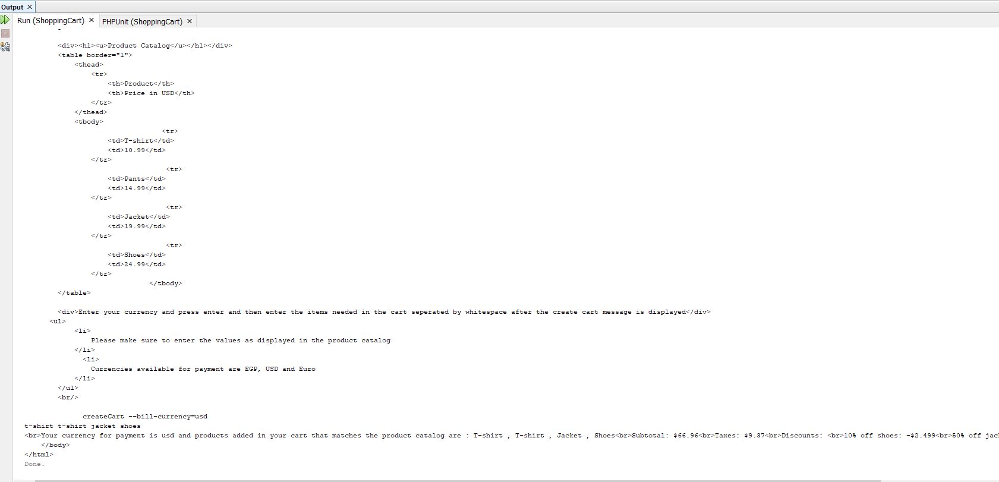 Output
Run (ShoppingCart)
PHPUnit (ShoppingCart)
<div><h1><u>Product Catalog</u></h1></div>
<table border="1">
<thead>
<tr>
<th>Product</th>
<th>Price in USD</th>
</tr>
</thead>
<tbody>
<tr>
<td>T-shirt</td>
<td>10.99</td>
</tr>
<tr>
<td>Pants</td>
<td>14.99</td>
</tr>
<tr>
<td>Jacket</td>
<td>19.99</td>
</tr>
<tr>
<td>Shoes</td>
<td>24.99</td>
</tr>
</tbody>
</table>
<div>Enter your currency and press enter and then enter the items needed in the cart seperated by whitespace after the create cart message is displayed</div>
<ul>
<li>
Please make sure to enter the values as displayed in the product catalog
</li>
<li>
Currencies available for payment are EGP, USD and Euro
</li>
</ul>
<br/>
createCart --bill-currency=usd
t-shirt t-shirt jacket shoes
<br>Your currency for payment is usd and products added in your cart that matches the product catalog are : T-shirt , T-shirt , Jacket , Shoes<br>Subtotal: $66.96<br>Taxes: $9.37<br>Discounts: <br>10% off shoes: -$2.499<br>50% off jac
</body>
</html>
Done.